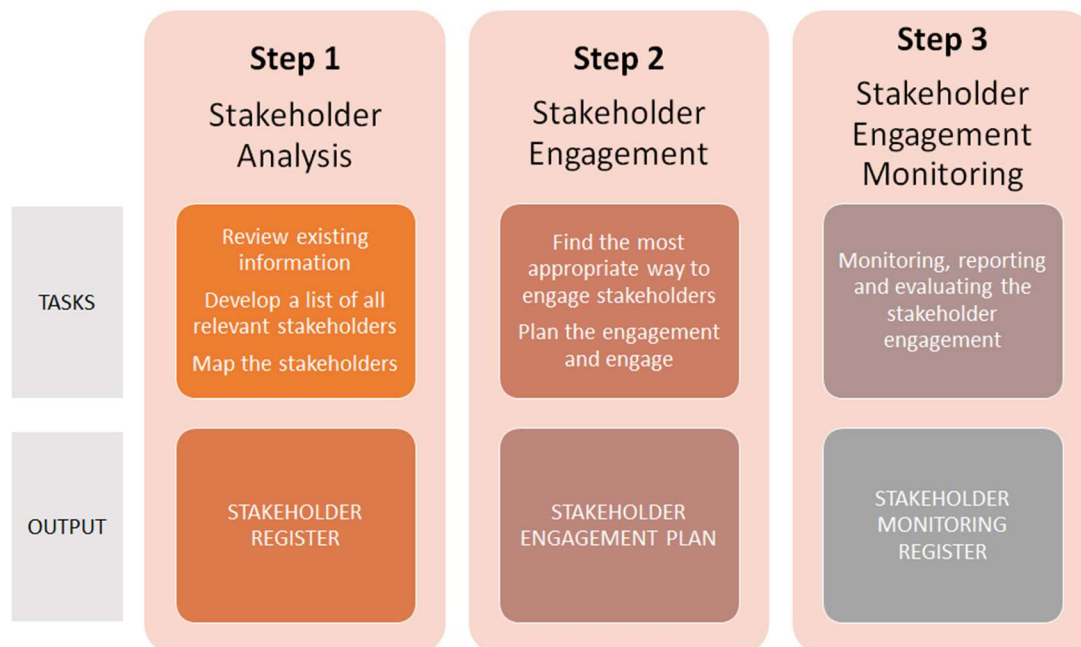 Step 1
Stakeholder
Analysis
Step 2
Stakeholder
Engagement
Step 3
Stakeholder
Engagement
Monitoring
TASKS
Review existing
information
Develop a list of all
relevant stakeholders
Map the stakeholders
Find the most
appropriate way to
engage stakeholders
Plan the engagement
and engage
Monitoring, reporting
and evaluating the
stakeholder
engagement
OUTPUT
STAKEHOLDER
REGISTER
STAKEHOLDER
ENGAGEMENT PLAN
STAKEHOLDER
MONITORING
REGISTER